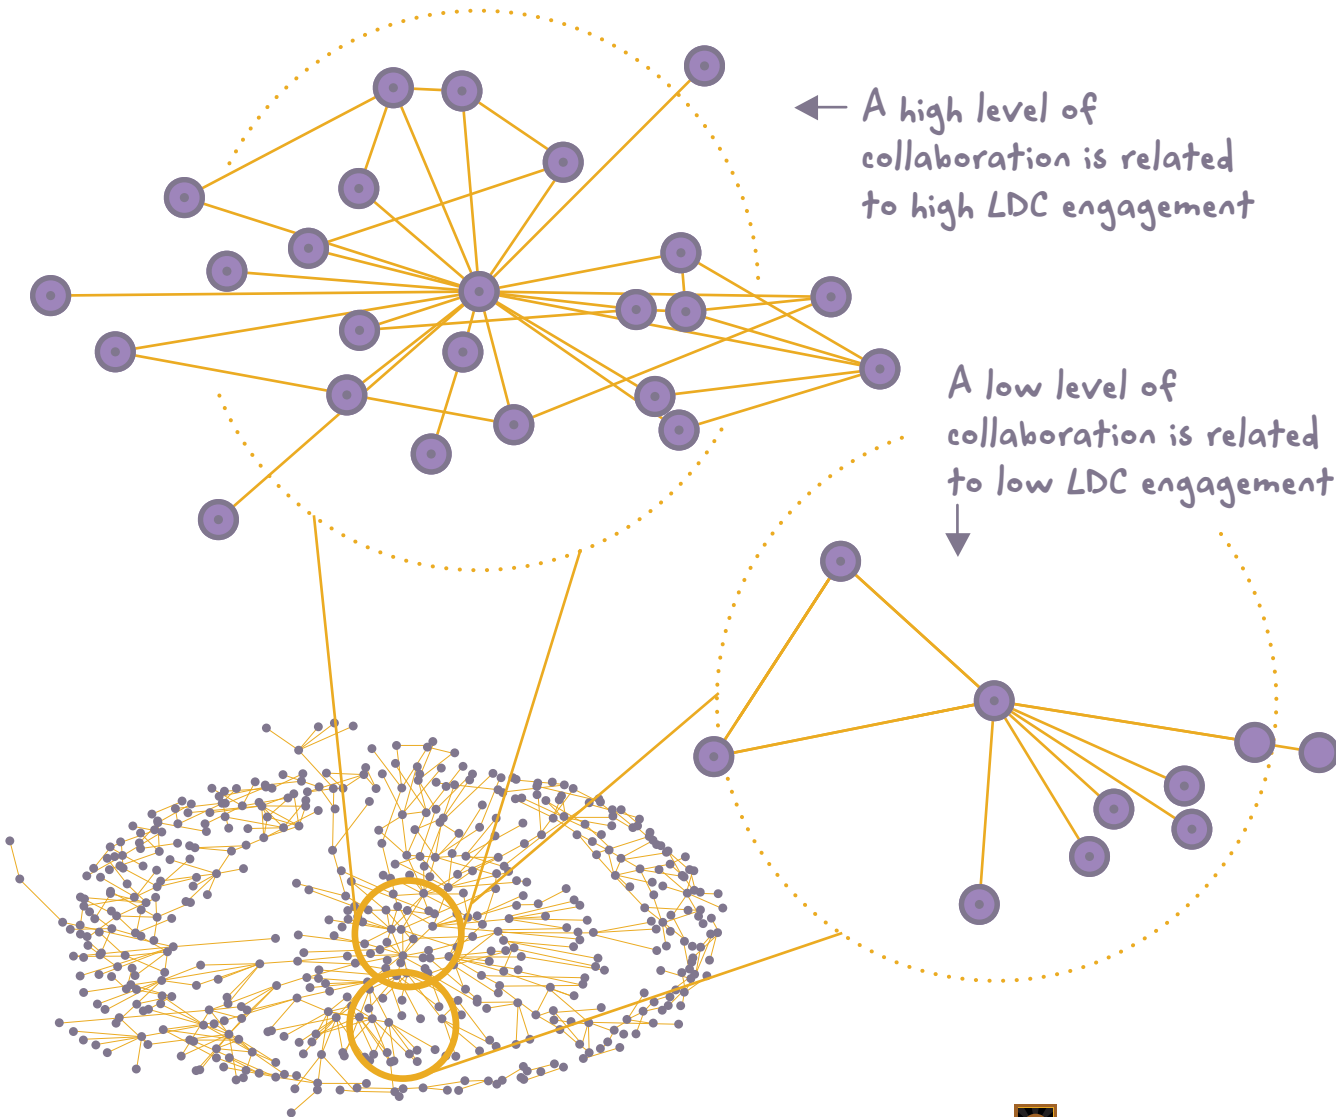 A high level of
collaboration is related
to high LDC engagement
A low level of
collaboration is related
to low LDC engagement